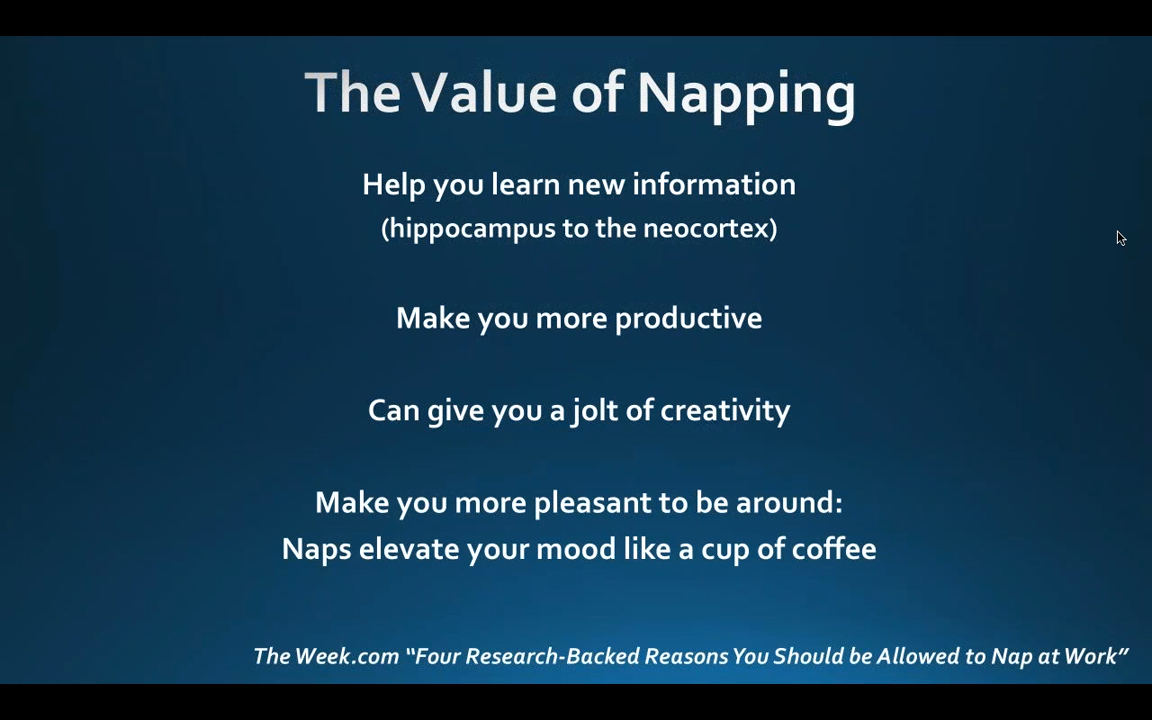 The Value of Napping
Help you learn new information
(hippocampus to the neocortex)
Make you more productive
Can give you a jolt of creativity
Make you more pleasant to be around:
Naps elevate your mood like a cup of coffee
The Week.com “Four Research-Backed Reasons You Should be Allowed to Nap at Work”